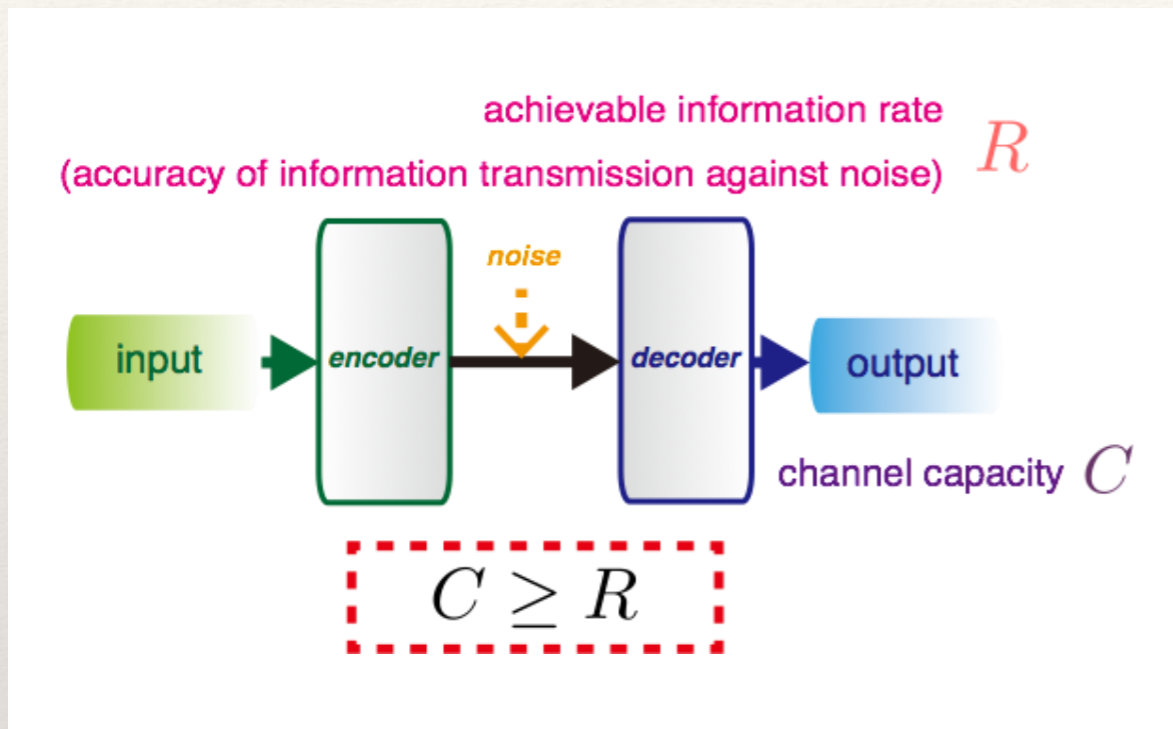 achievable information rate
(accuracy of information transmission against noise)
R
noise
input
encoder
decoder
output
channel capacity C
C ≥ R